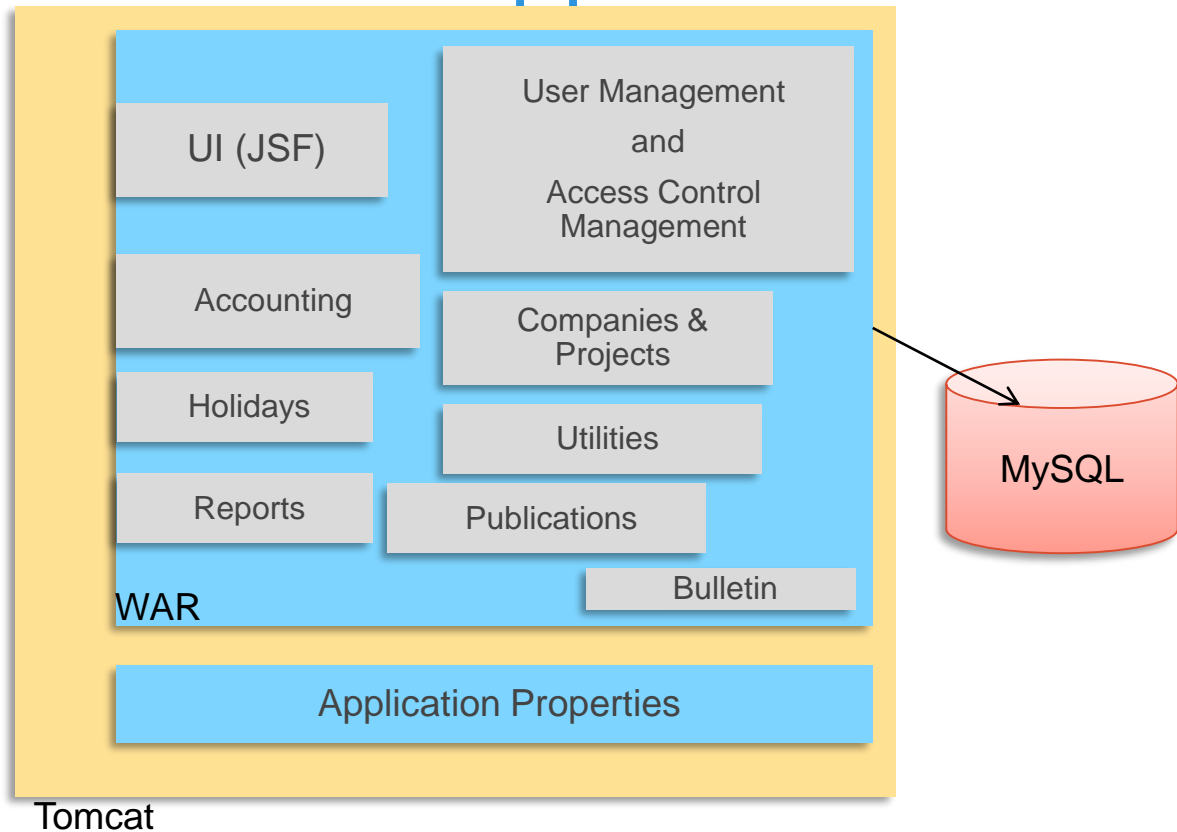 UI (JSF)
User Management
and
Access Control
Management
Accounting
Companies &
Projects
Holidays
Utilities
Reports
Publications
Bulletin
WAR
Application Properties
Tomcat
MySQL